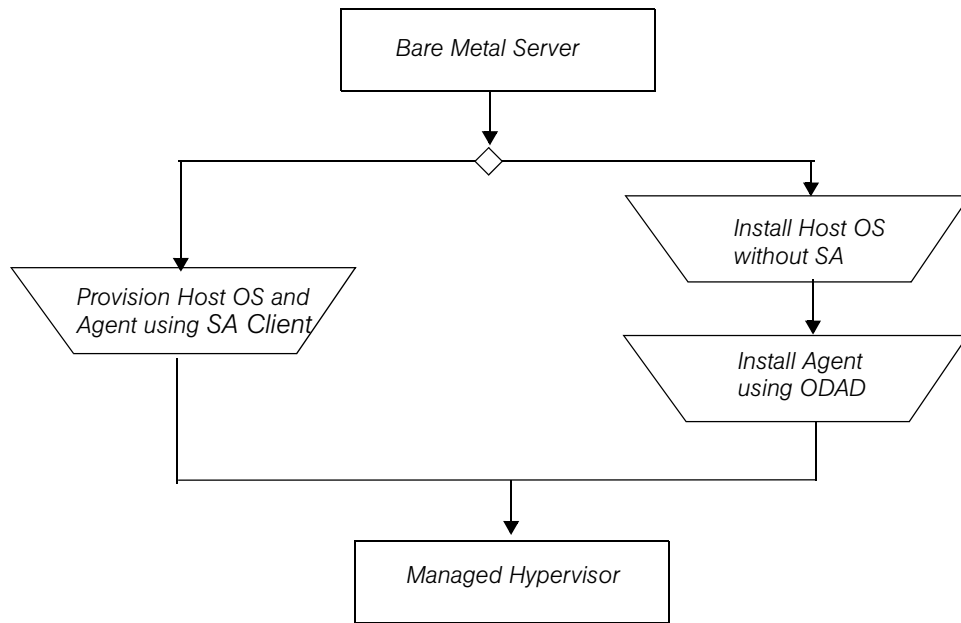 Bare Metal Server
Install Host OS
without SA
Provision Host OS and
Agent using SA Client
Install Agent
using ODAD
Managed Hypervisor